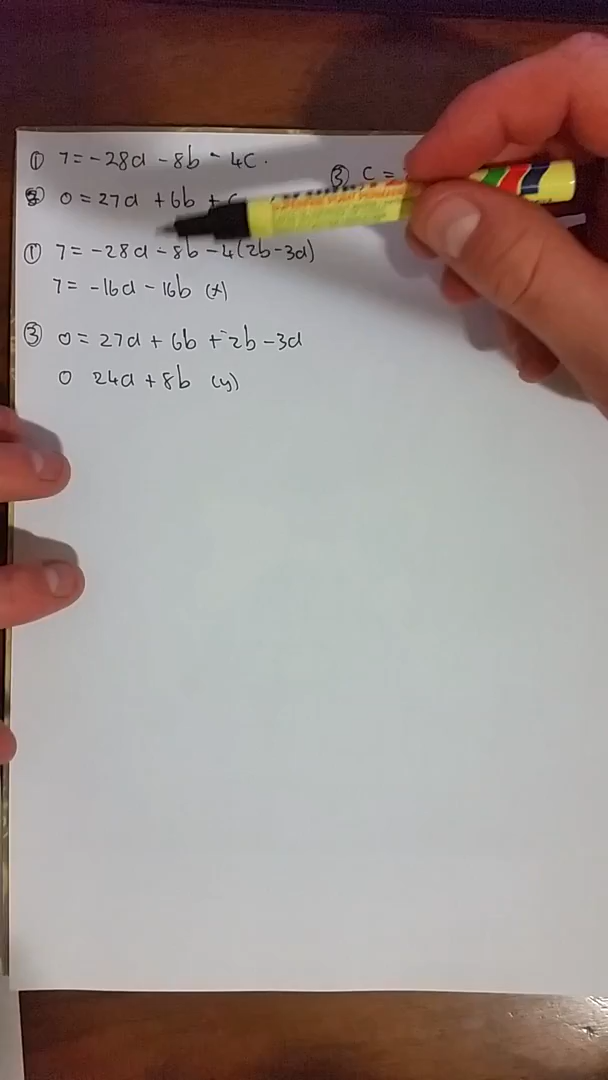 ① 7 = -28a - 8b - 4c.
③ c =
② 0 = 27a + 6b + c
① 7 = -28a - 8b - 4(2b - 3a)
7 = -16a - 16b (x)
③ 0 = 27a + 6b + 2b - 3a
0 24a + 8b (y)